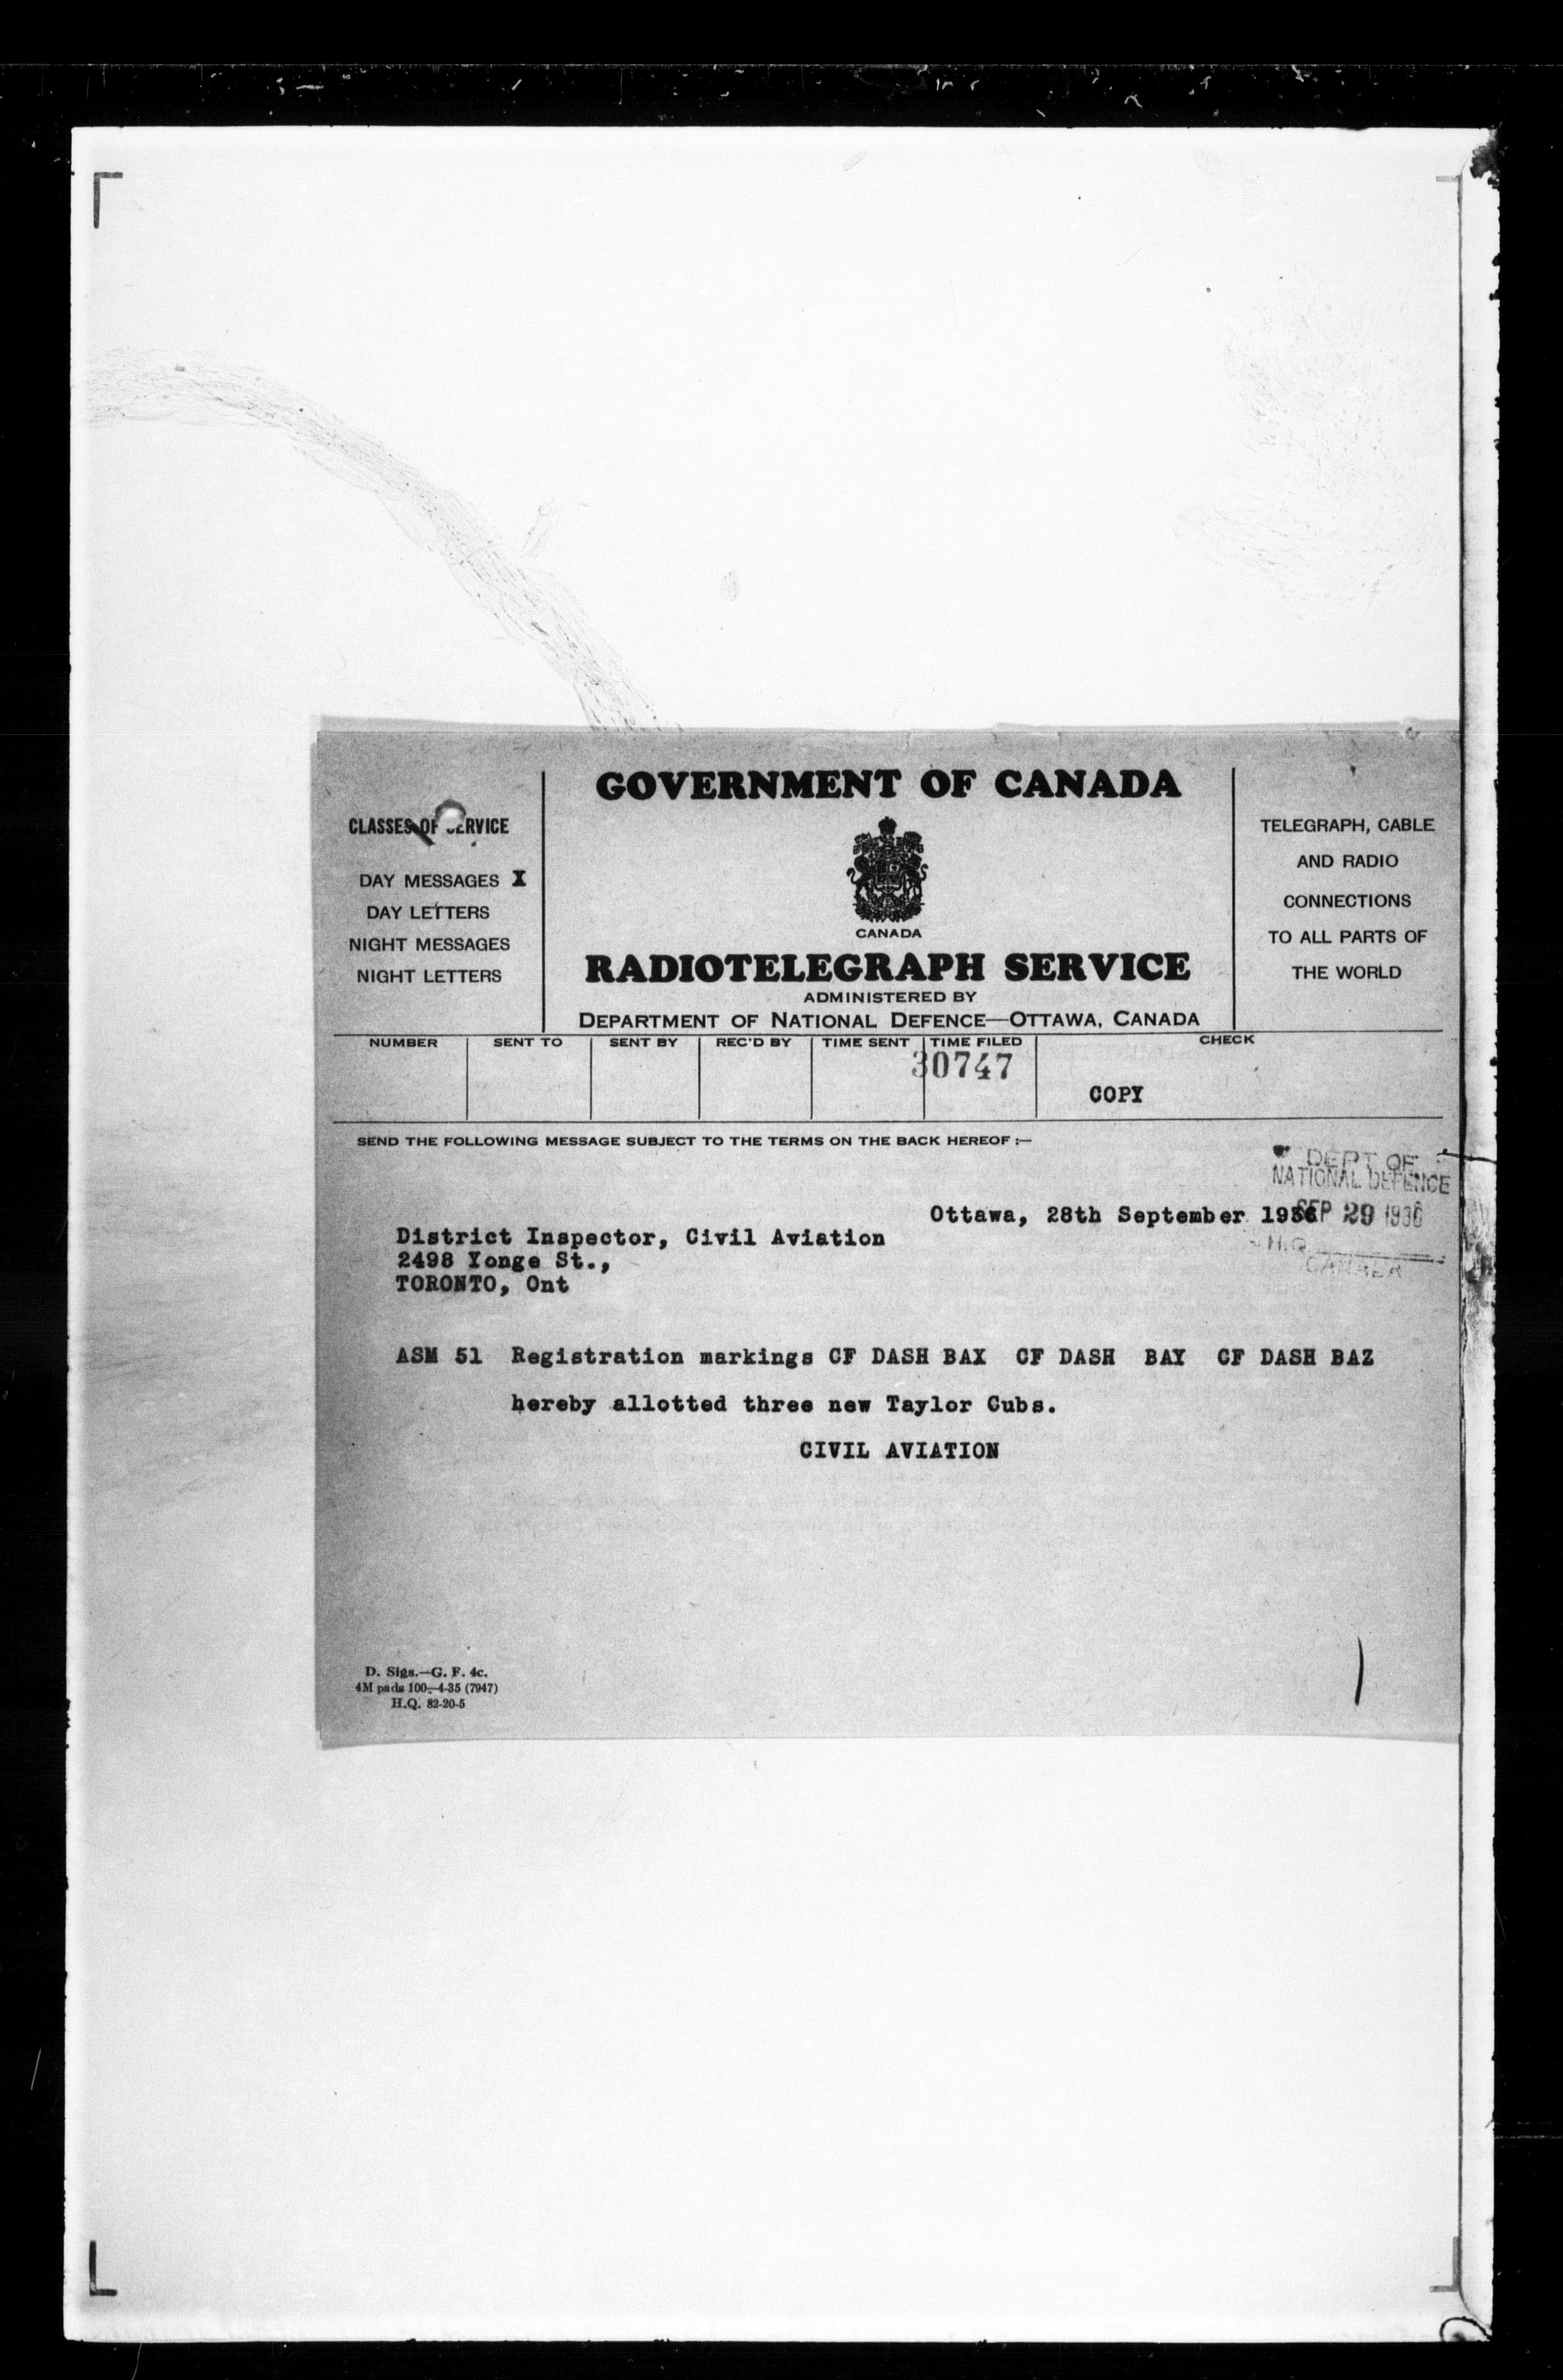 GOVERNMENT OF CANADA
CANADA
RADIOTELEGRAPH SERVICE
ADMINISTERED BY
DEPARTMENT OF NATIONAL DEFENCE—OTTAWA, CANADA
CLASSES OF SERVICE
DAY MESSAGES X
DAY LETTERS
NIGHT MESSAGES
NIGHT LETTERS
TELEGRAPH, CABLE
AND RADIO
CONNECTIONS
TO ALL PARTS OF
THE WORLD
NUMBER SENT TO SENT BY REC'D BY TIME SENT TIME FILED CHECK
30747
COPY
SEND THE FOLLOWING MESSAGE SUBJECT TO THE TERMS ON THE BACK HEREOF :—
DEPT OF
NATIONAL DEFENCE
SEP 29 1936
H.Q.
CANADA
Ottawa, 28th September 1936
District Inspector, Civil Aviation
2498 Yonge St.,
TORONTO, Ont
ASM 51 Registration markings CF DASH BAX CF DASH BAY CF DASH BAZ
hereby allotted three new Taylor Cubs.
CIVIL AVIATION
D. Sigs.—G. F. 4c.
4M pads 100—4-35 (7947)
H.Q. 82-20-5